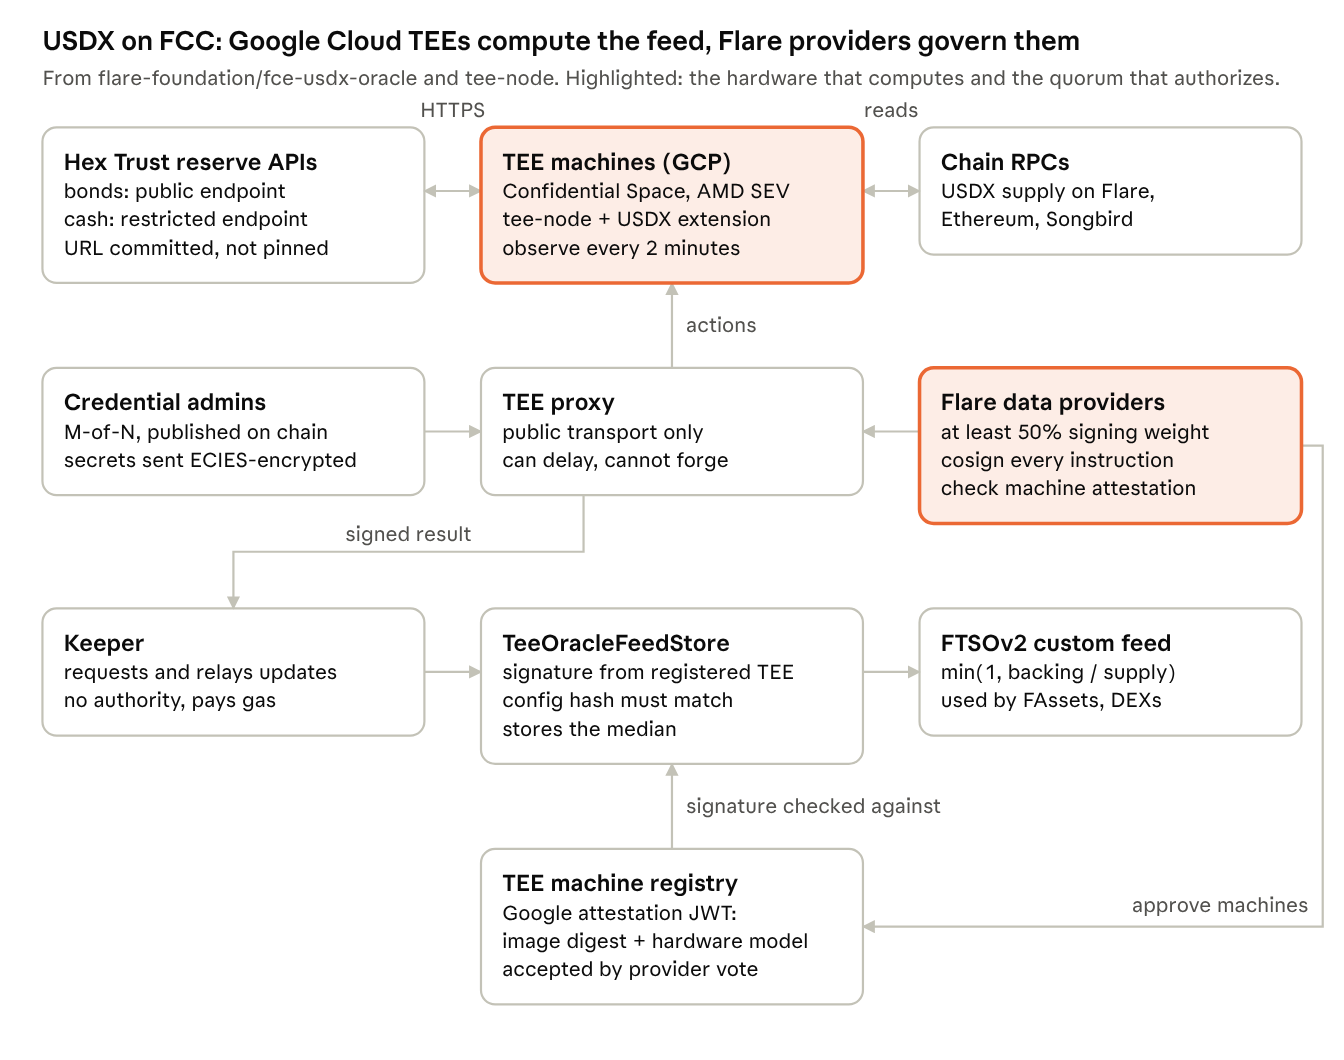 USDX on FCC: Google Cloud TEEs compute the feed, Flare providers govern them
From flare-foundation/fce-usdx-oracle and tee-node. Highlighted: the hardware that computes and the quorum that authorizes.
HTTPS
reads
Hex Trust reserve APIs
bonds: public endpoint
cash: restricted endpoint
URL committed, not pinned
TEE machines (GCP)
Confidential Space, AMD SEV
tee-node + USDX extension
observe every 2 minutes
Chain RPCs
USDX supply on Flare,
Ethereum, Songbird
actions
Credential admins
M-of-N, published on chain
secrets sent ECIES-encrypted
TEE proxy
public transport only
can delay, cannot forge
Flare data providers
at least 50% signing weight
cosign every instruction
check machine attestation
signed result
Keeper
requests and relays updates
no authority, pays gas
TeeOracleFeedStore
signature from registered TEE
config hash must match
stores the median
FTSOv2 custom feed
min(1, backing / supply)
used by FAssets, DEXs
signature checked against
TEE machine registry
Google attestation JWT:
image digest + hardware model
accepted by provider vote
approve machines